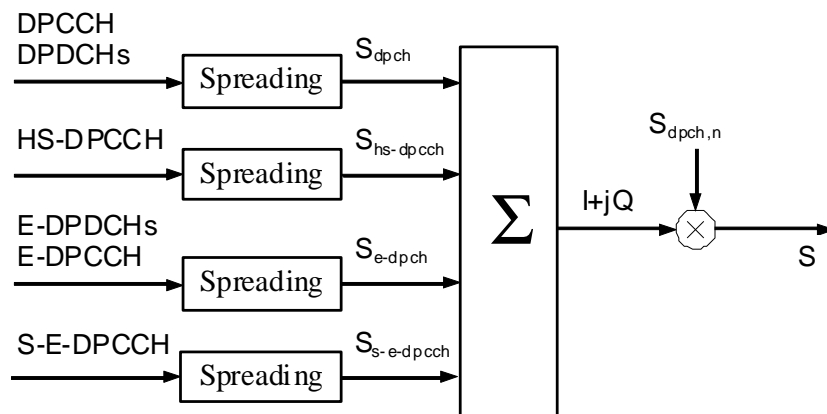 DPCCH
DPDCHs
Spreading
S_dpch
HS-DPCCH
Spreading
S_hs-dpcch
E-DPDCHs
E-DPCCH
Spreading
S_e-dpch
S-E-DPCCH
Spreading
S_s-e-dpcch
Σ
I+jQ
S_dpch,n
S